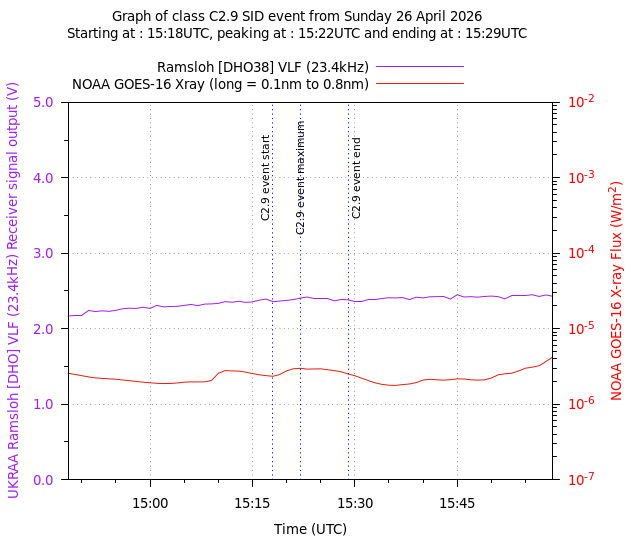 Graph of class C2.9 SID event from Sunday 26 April 2026
Starting at : 15:18UTC, peaking at : 15:22UTC and ending at : 15:29UTC
Ramsloh [DHO38] VLF (23.4kHz)
NOAA GOES-16 Xray (long = 0.1nm to 0.8nm)
UKRAA Ramsloh [DHO] VLF (23.4kHz) Receiver signal output (V)
5.0
4.0
3.0
2.0
1.0
0.0
C2.9 event start
C2.9 event maximum
C2.9 event end
10^-2
10^-3
10^-4
10^-5
10^-6
10^-7
NOAA GOES-16 X-ray Flux (W/m²)
15:00 15:15 15:30 15:45
Time (UTC)